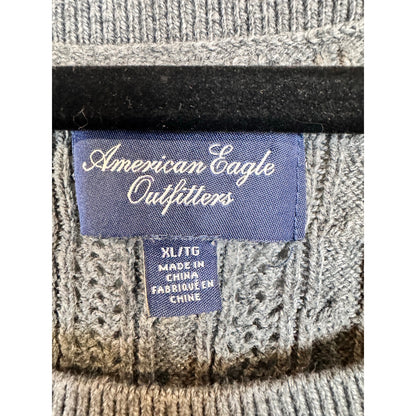 American Eagle
Outfitters
XL/TG
MADE IN
CHINA
FABRIQUÉ EN
CHINE